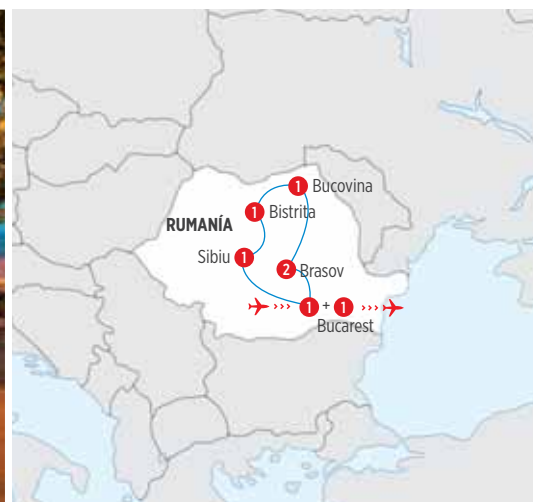 1 Bucovina
1 Bistrita
RUMANÍA
Sibiu 1
2 Brasov
1 + 1
Bucarest